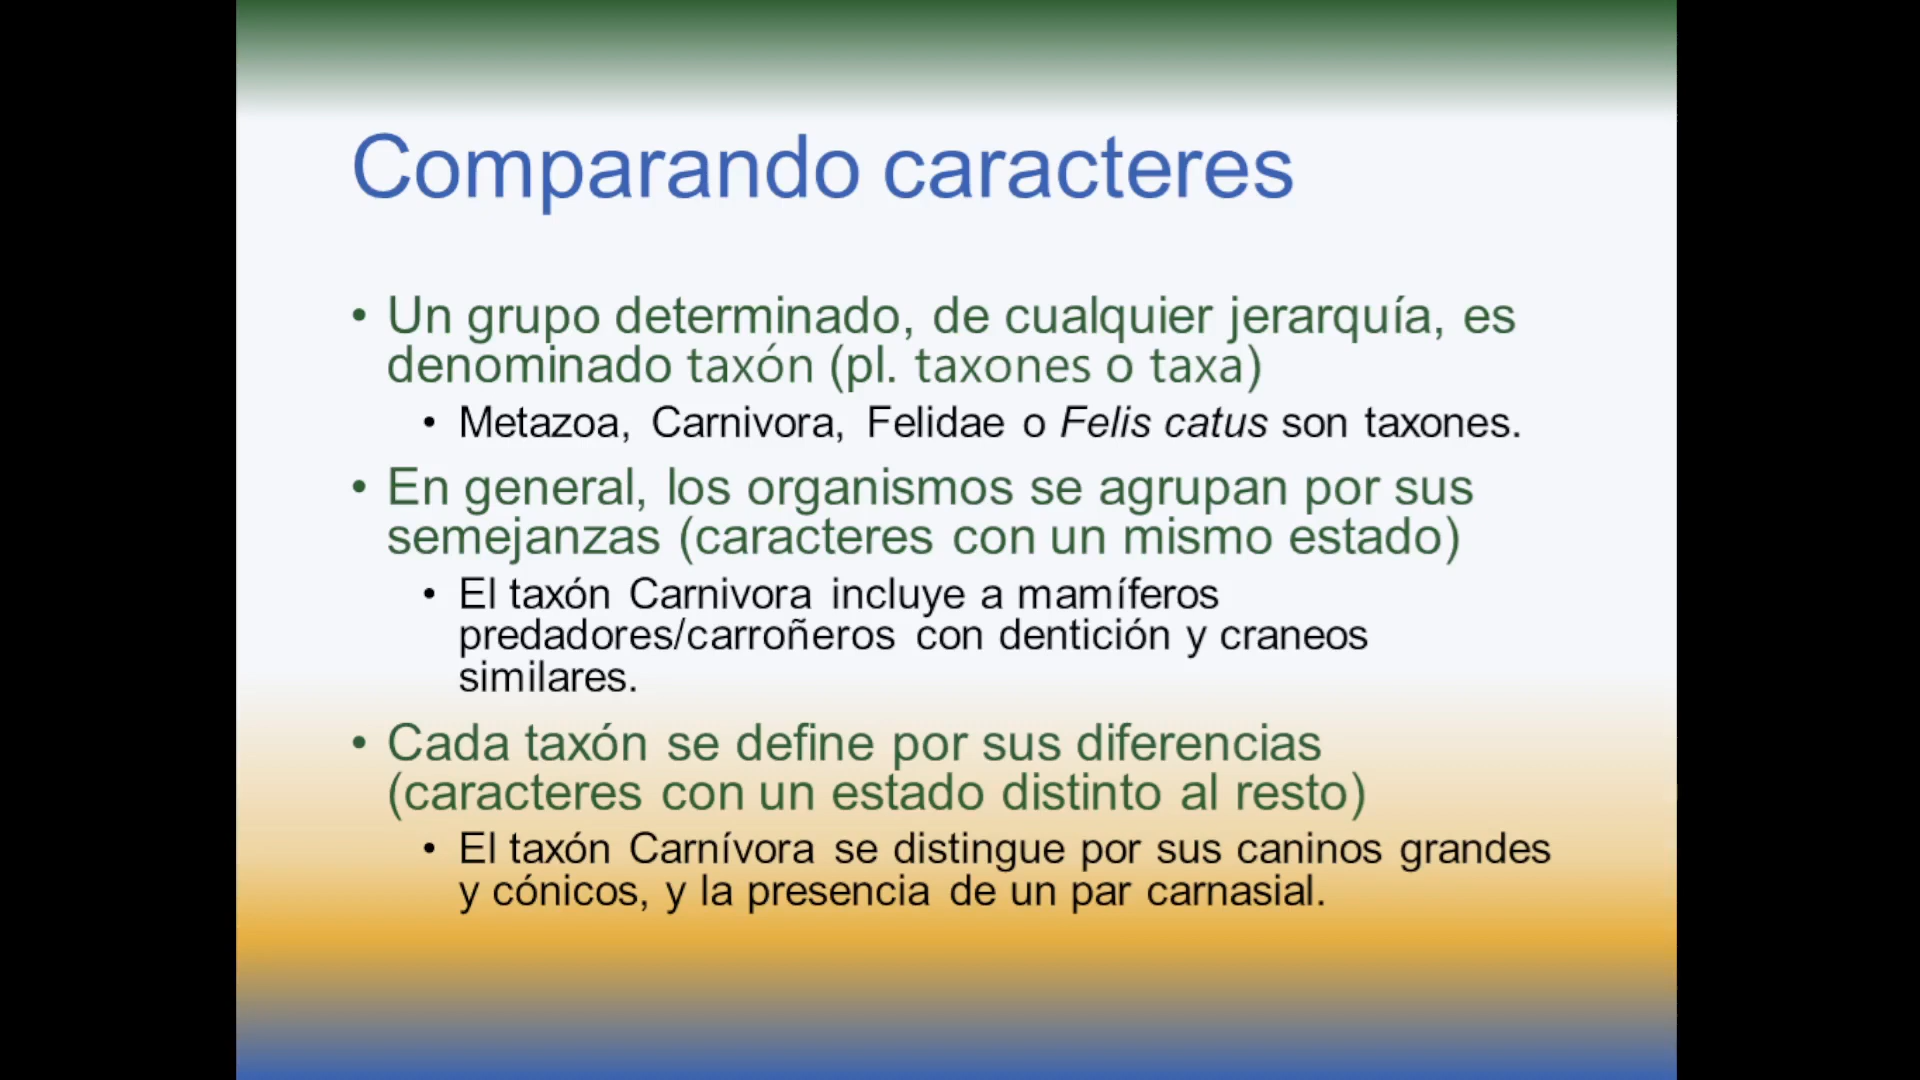 Comparando caracteres
• Un grupo determinado, de cualquier jerarquía, es
denominado taxón (pl. taxones o taxa)
• Metazoa, Carnivora, Felidae o Felis catus son taxones.
• En general, los organismos se agrupan por sus
semejanzas (caracteres con un mismo estado)
• El taxón Carnivora incluye a mamíferos
predadores/carroñeros con dentición y craneos
similares.
• Cada taxón se define por sus diferencias
(caracteres con un estado distinto al resto)
• El taxón Carnívora se distingue por sus caninos grandes
y cónicos, y la presencia de un par carnasial.